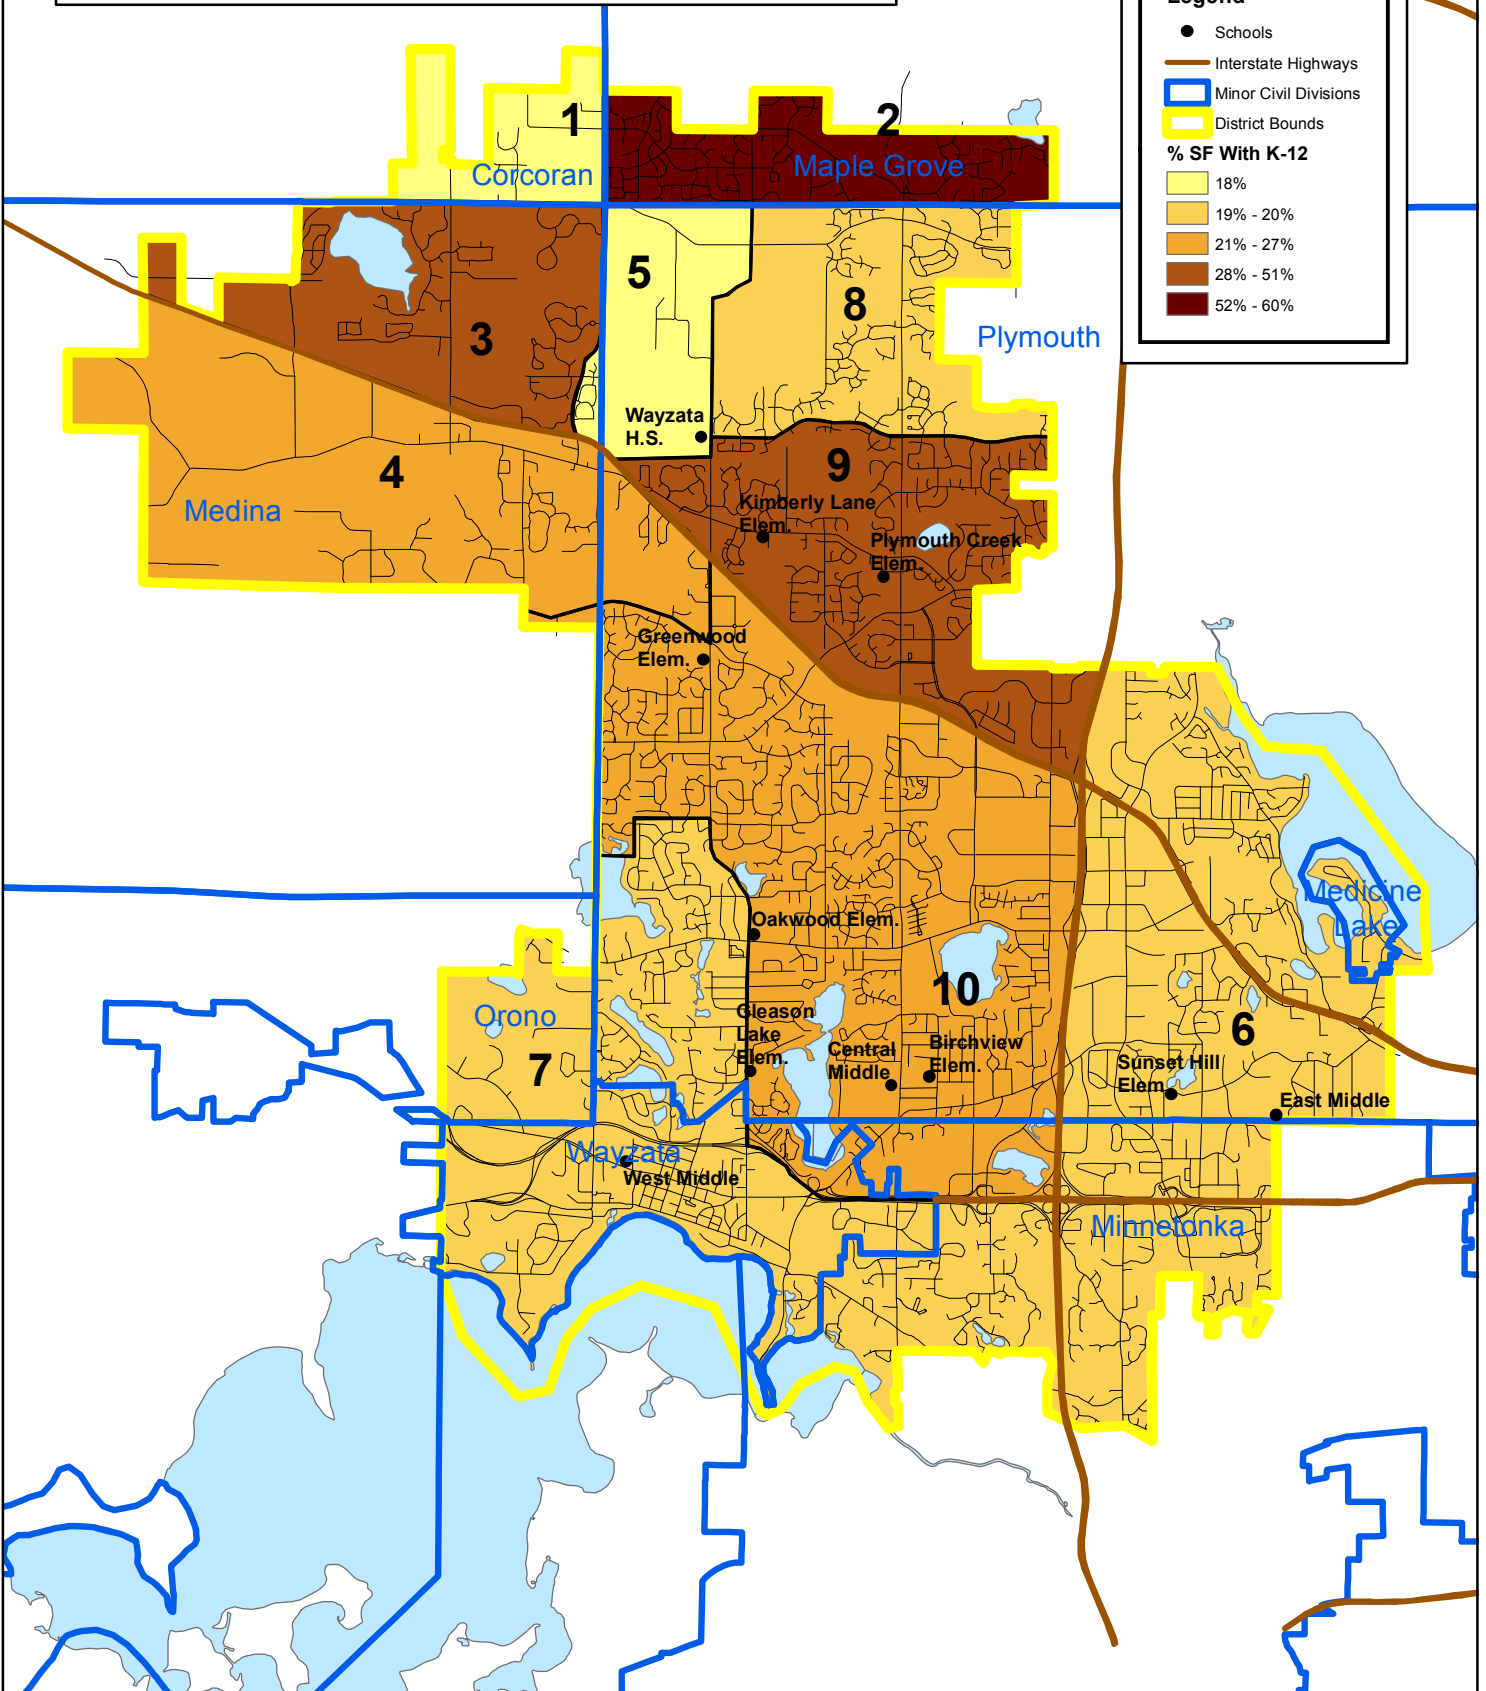 Legend
Schools
Interstate Highways
Minor Civil Divisions
District Bounds
% SF With K-12
18%
19% - 20%
21% - 27%
28% - 51%
52% - 60%
1
2
Corcoran
Maple Grove
5
8
3
Plymouth
Wayzata
H.S.
4
9
Medina
Kimberly Lane
Elem.
Plymouth Creek
Elem.
Greenwood
Elem.
Medicine
Lake
Oakwood Elem.
10
Orono
7
Gleason
Lake
Elem.
Central
Middle
Birchview
Elem.
6
Sunset Hill
Elem.
East Middle
Wayzata
West Middle
Minnetonka